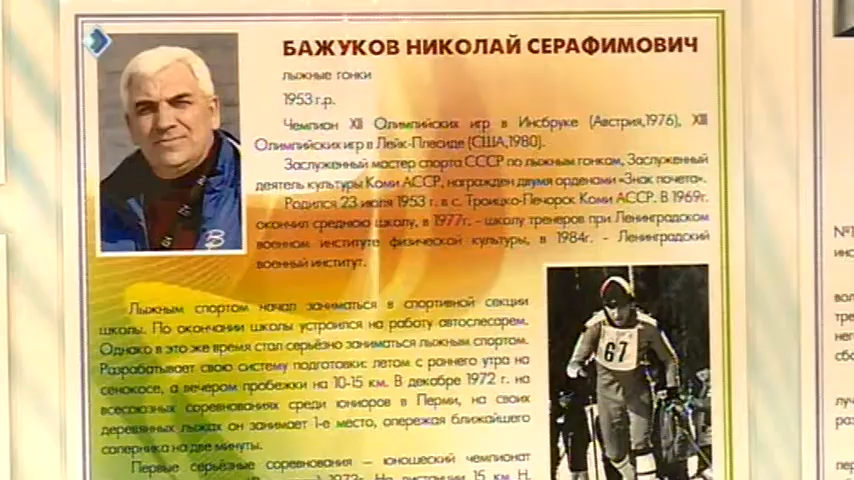 БАЖУКОВ НИКОЛАЙ СЕРАФИМОВИЧ
лыжные гонки
1953 г.р.
Чемпион XII Олимпийских игр в Инсбруке (Австрия,1976), XIII
Олимпийских игр в Лейк-Плесиде (США,1980).
Заслуженный мастер спорта СССР по лыжным гонкам, Заслуженный
деятель культуры Коми АССР, награжден двумя орденами «Знак почета».
Родился 23 июля 1953 г. в с. Троицко-Печорск Коми АССР. В 1969г.
окончил среднюю школу, в 1977г. - школу тренеров при Ленинградском
военном институте физической культуры, в 1984г. - Ленинградский
военный институт.
Лыжным спортом начал заниматься в спортивной секции
школы. По окончании школы устроился на работу автослесарем.
Однако в это же время стал серьёзно заниматься лыжным спортом.
Разрабатывает свою систему подготовки: летом с раннего утра на
сенокосе, а вечером пробежки на 10-15 км. В декабре 1972 г. на
всесоюзных соревнованиях среди юниоров в Перми, на своих
деревянных лыжах он занимает 1-е место, опережая ближайшего
соперника на две минуты.
Первые серьёзные соревнования – юношеский чемпионат
1973г. На дистанции 15 км Н.
67
№1